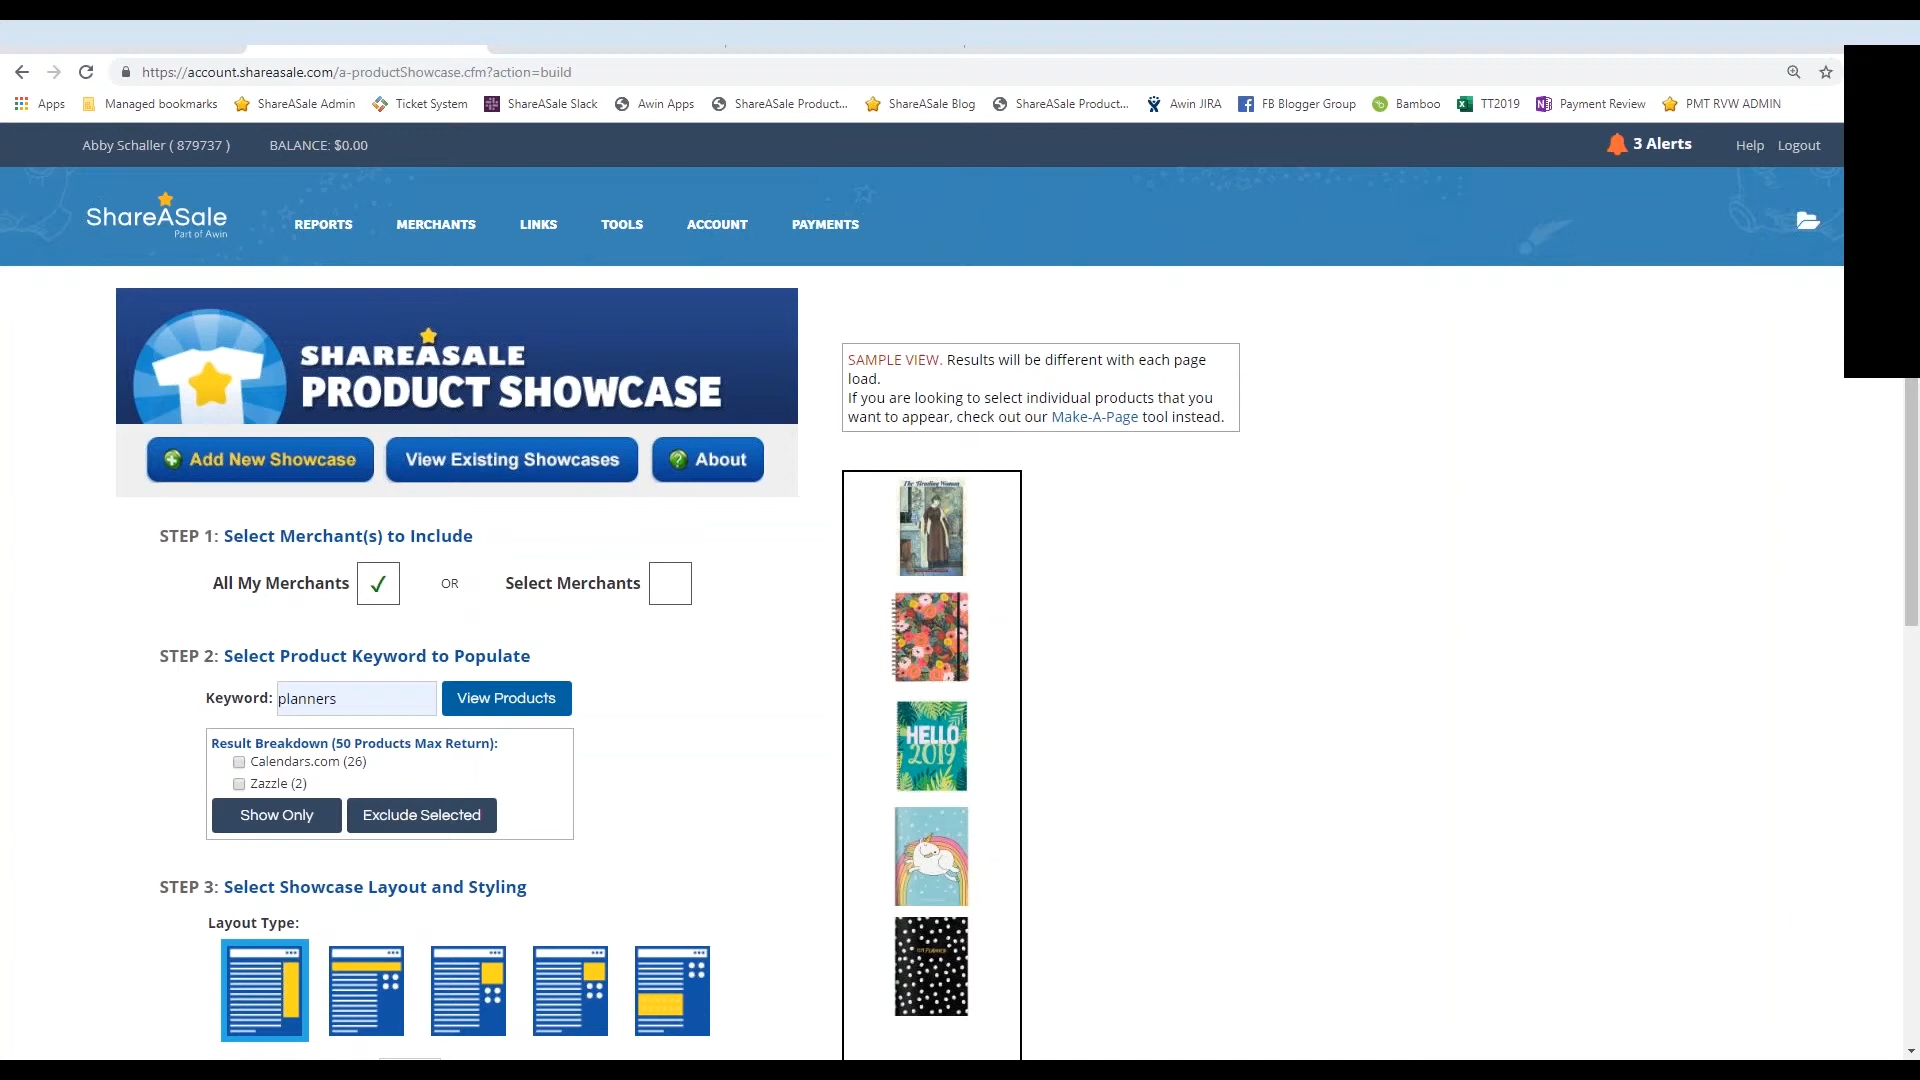 https://account.shareasale.com/a-productShowcase.cfm?action=build
Apps Managed bookmarks ShareASale Admin Ticket System ShareASale Slack Awin Apps ShareASale Product... ShareASale Blog ShareASale Product... Awin JIRA FB Blogger Group Bamboo TT2019 Payment Review PMT RVW ADMIN
Abby Schaller ( 879737 ) BALANCE: $0.00 3 Alerts Help Logout
ShareASale
Part of Awin
REPORTS MERCHANTS LINKS TOOLS ACCOUNT PAYMENTS
SHAREASALE
PRODUCT SHOWCASE
Add New Showcase View Existing Showcases About
STEP 1: Select Merchant(s) to Include
All My Merchants ✓ OR Select Merchants
STEP 2: Select Product Keyword to Populate
Keyword: planners View Products
Result Breakdown (50 Products Max Return):
Calendars.com (26)
Zazzle (2)
Show Only Exclude Selected
STEP 3: Select Showcase Layout and Styling
Layout Type:
SAMPLE VIEW. Results will be different with each page
load.
If you are looking to select individual products that you
want to appear, check out our Make-A-Page tool instead.
The Reading Woman
HELLO
2019